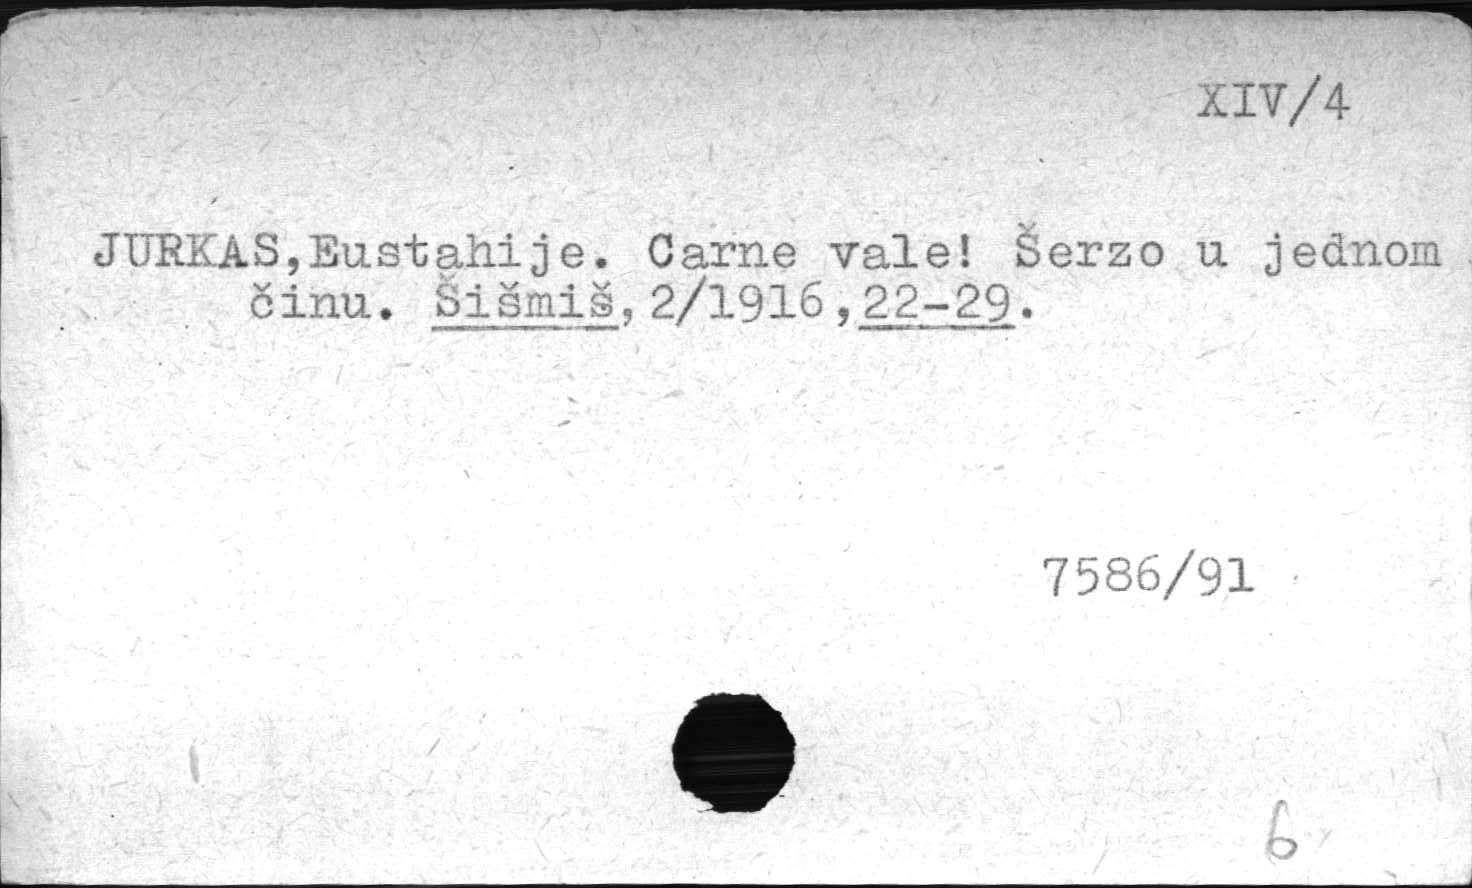 XIV/4
JURKAS,Eustahije. Carne vale! Šerzo u jednom
činu. Šišmiš,2/1916,22-29.
7586/91
6